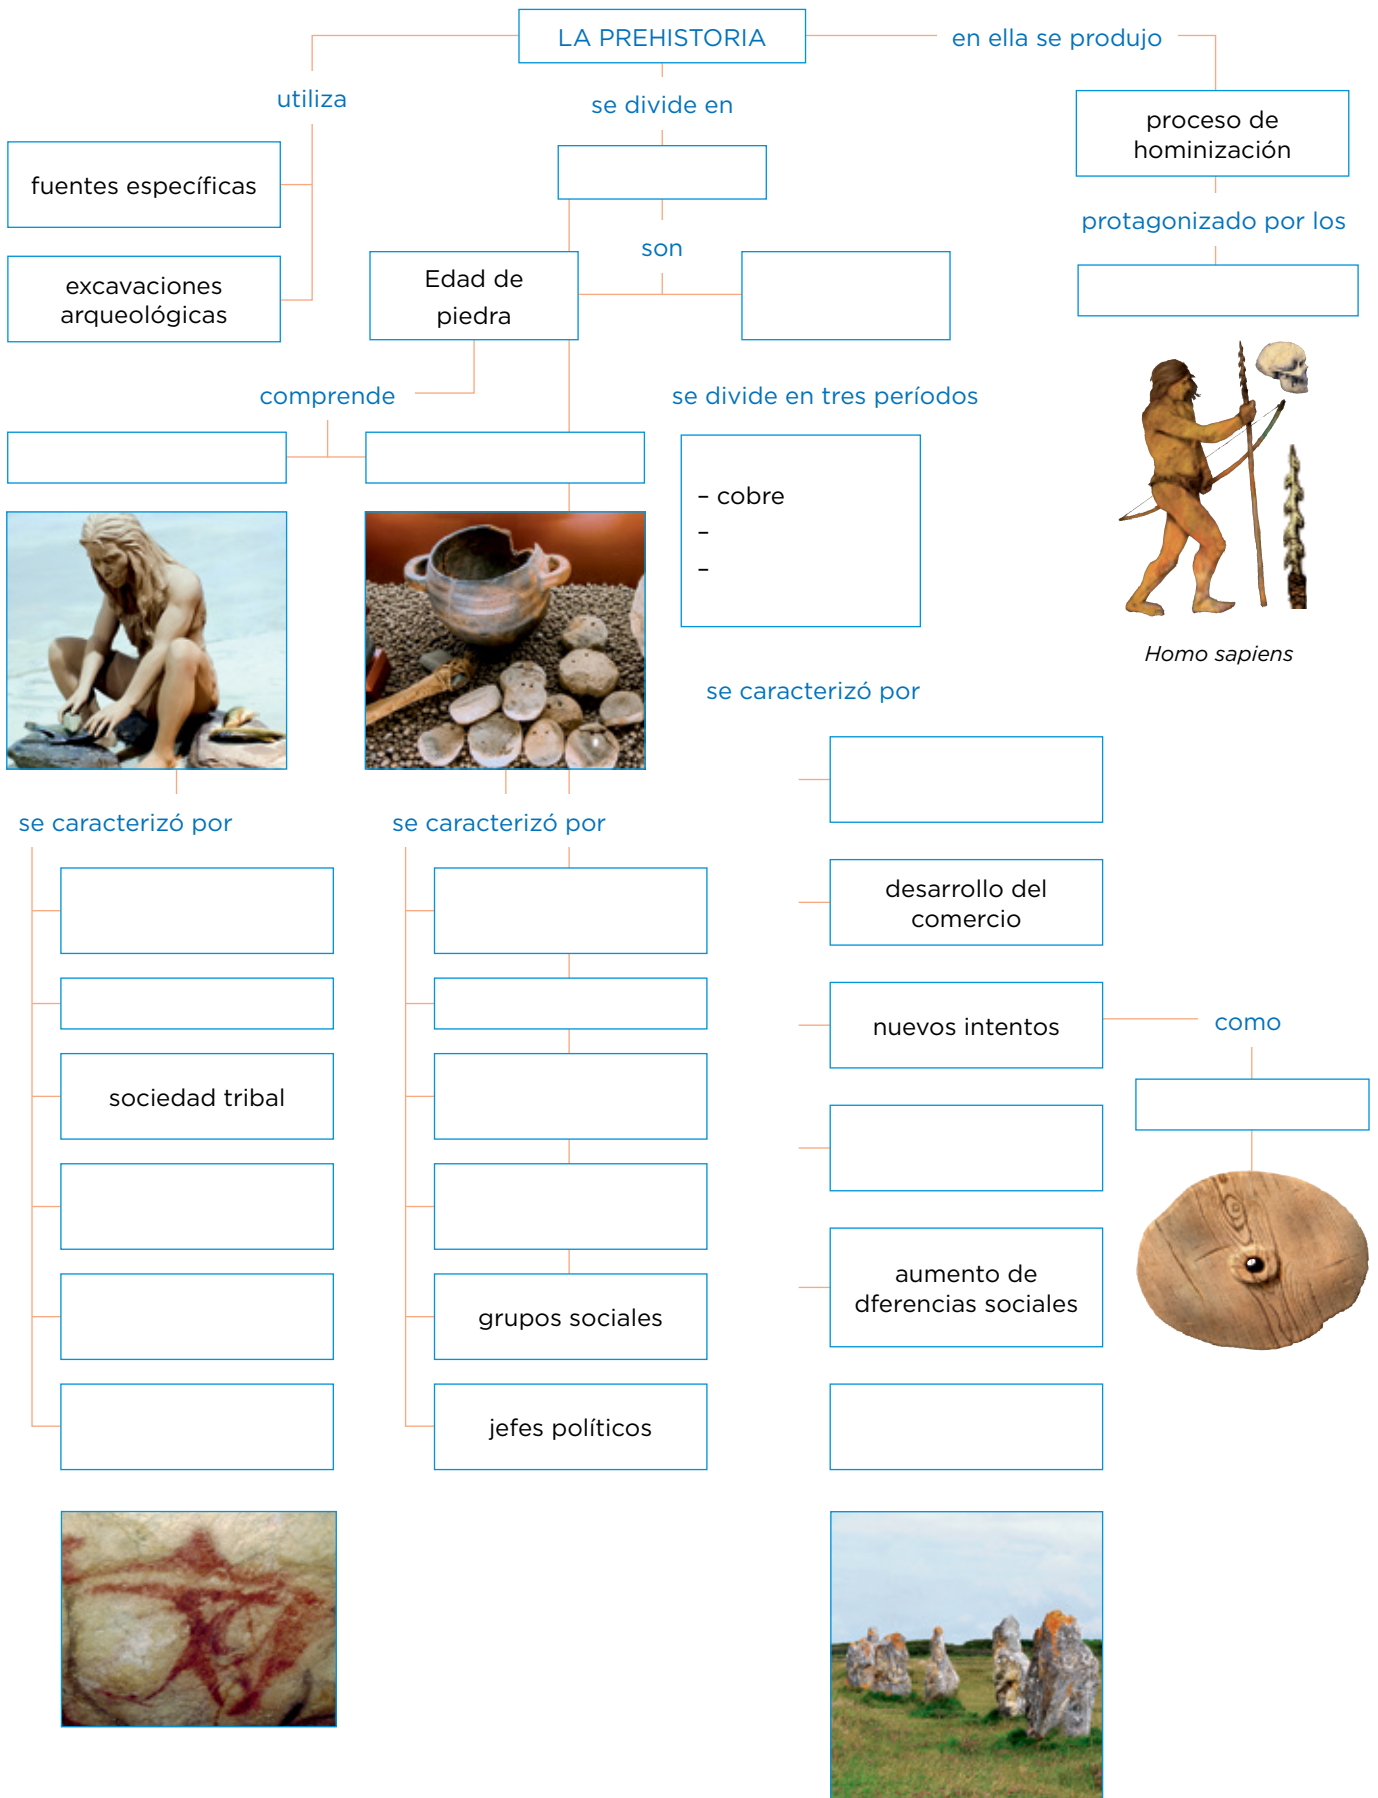 LA PREHISTORIA
en ella se produjo
utiliza
se divide en
proceso de
hominización
fuentes específicas
protagonizado por los
son
excavaciones
arqueológicas
Edad de
piedra
comprende
se divide en tres períodos
– cobre
–
–
Homo sapiens
se caracterizó por
se caracterizó por
se caracterizó por
desarrollo del
comercio
nuevos intentos
como
sociedad tribal
aumento de
dferencias sociales
grupos sociales
jefes políticos